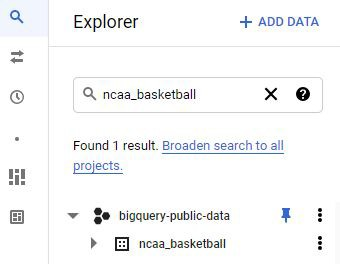 Explorer
+ ADD DATA
ncaa_basketball
Found 1 result. Broaden search to all
projects.
bigquery-public-data
ncaa_basketball